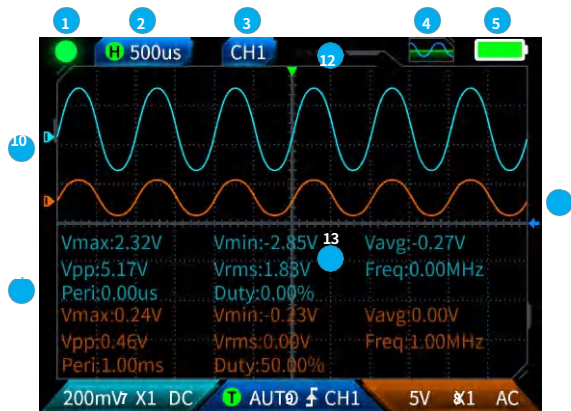 1 2 3 4 5
H 500us CH1
12
10
13
Vmax:2.32V Vmin:-2.85V Vavg:-0.27V
Vpp:5.17V Vrms:1.83V Freq:0.00MHz
Peri:0.00us Duty:0.00%
Vmax:0.24V Vmin:-0.23V Vavg:0.00V
Vpp:0.46V Vrms:0.00V Freq:1.00MHz
Peri:1.00ms Duty:50.00%
200mV 7 X1 DC T AUTO 9 CH1 5V 8 X1 AC